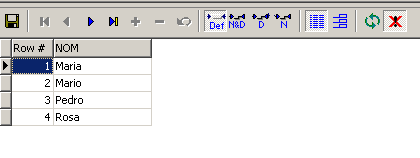 Def N&D D N
Row # NOM
1 Maria
2 Mario
3 Pedro
4 Rosa